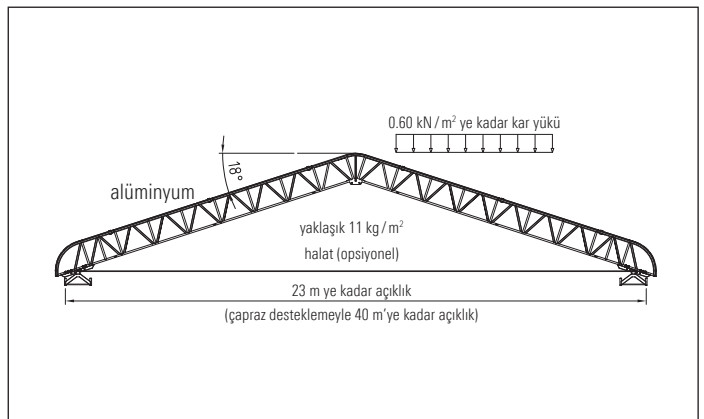 0.60 kN / m² ye kadar kar yükü
18°
alüminyum
yaklaşık 11 kg / m²
halat (opsiyonel)
23 m ye kadar açıklık
(çapraz desteklemeyle 40 m'ye kadar açıklık)